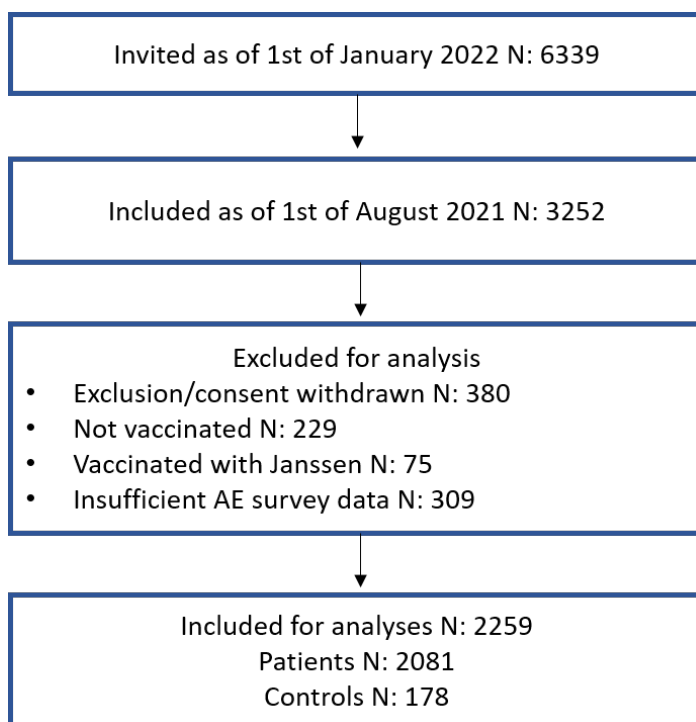 Invited as of 1st of January 2022 N: 6339
Included as of 1st of August 2021 N: 3252
Excluded for analysis
• Exclusion/consent withdrawn N: 380
• Not vaccinated N: 229
• Vaccinated with Janssen N: 75
• Insufficient AE survey data N: 309
Included for analyses N: 2259
Patients N: 2081
Controls N: 178